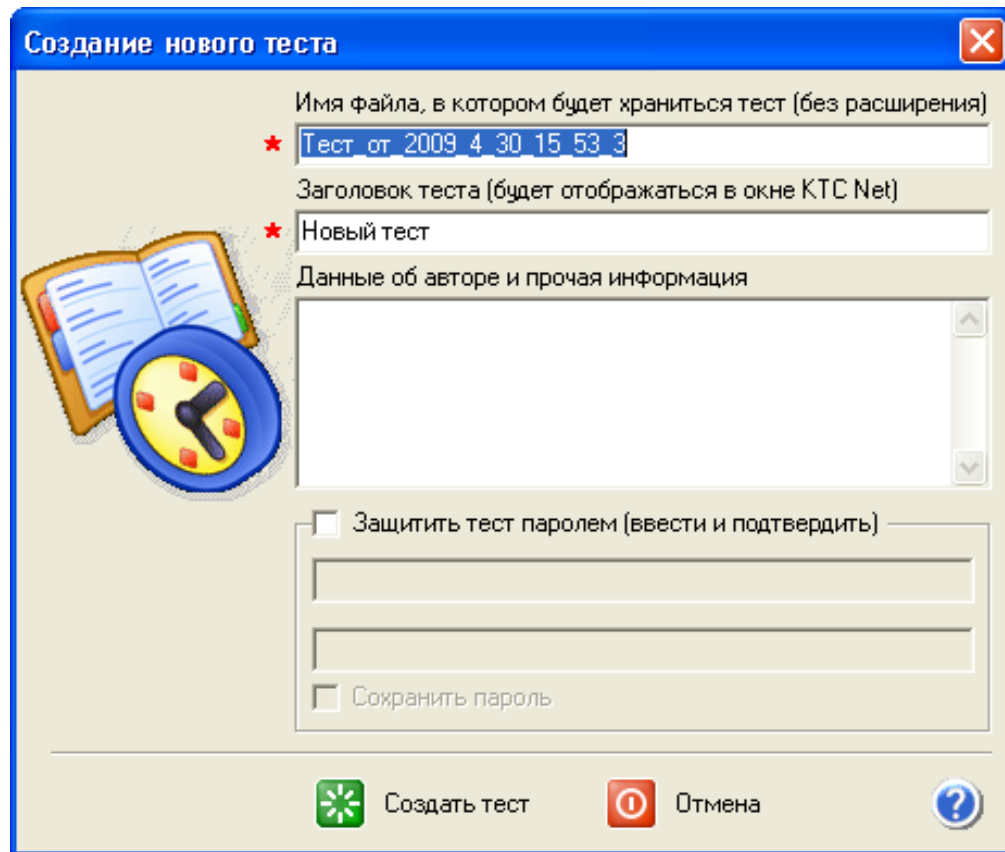 Создание нового теста
Имя файла, в котором будет храниться тест (без расширения)
* Тест_от_2009_4_30_15_53_3
Заголовок теста (будет отображаться в окне KTC Net)
* Новый тест
Данные об авторе и прочая информация
Защитить тест паролем (ввести и подтвердить)
Сохранить пароль
Создать тест Отмена ?